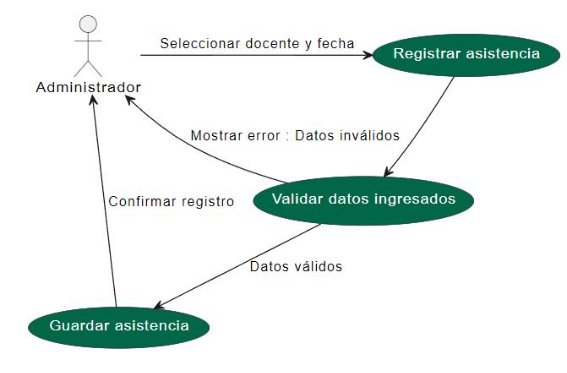 Seleccionar docente y fecha
Registrar asistencia
Administrador
Mostrar error : Datos inválidos
Validar datos ingresados
Confirmar registro
Datos válidos
Guardar asistencia